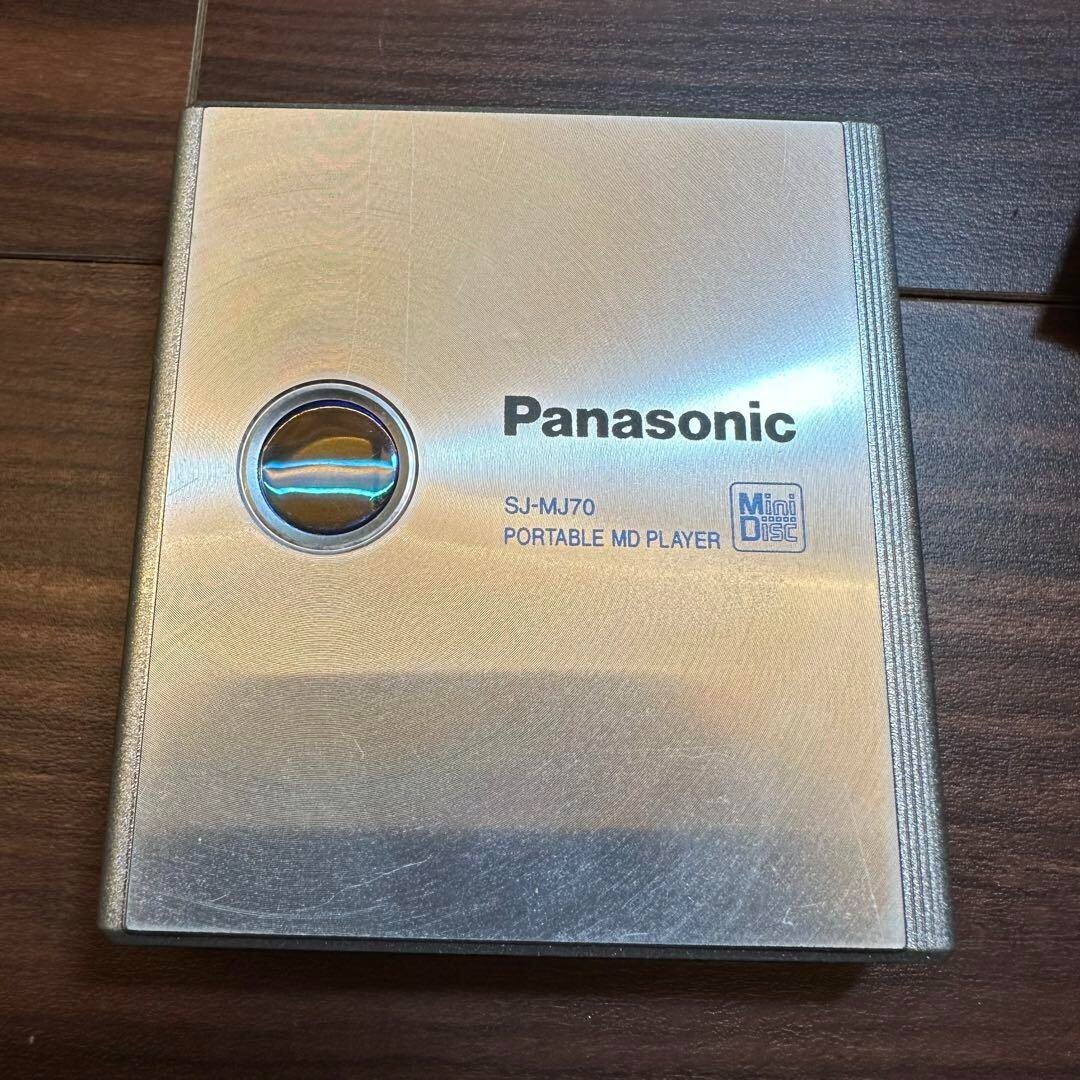 Panasonic
SJ-MJ70
PORTABLE MD PLAYER
Mini
Disc